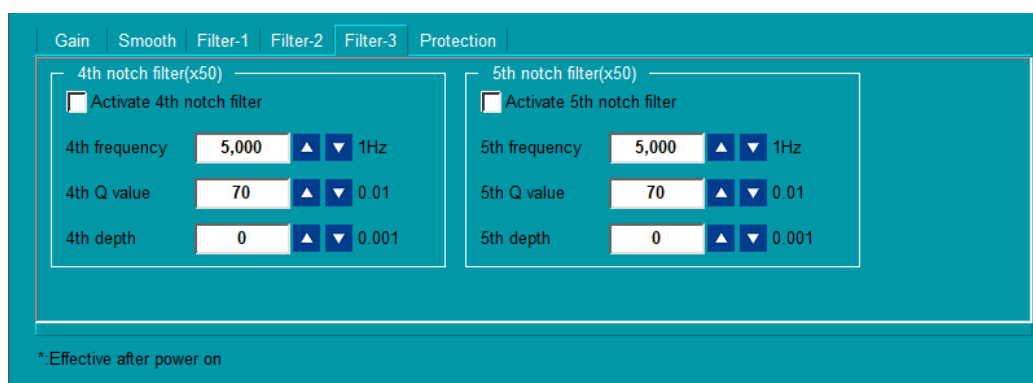 Gain Smooth Filter-1 Filter-2 Filter-3 Protection
4th notch filter(x50)
Activate 4th notch filter
4th frequency 5,000 1Hz
4th Q value 70 0.01
4th depth 0 0.001
5th notch filter(x50)
Activate 5th notch filter
5th frequency 5,000 1Hz
5th Q value 70 0.01
5th depth 0 0.001
*:Effective after power on